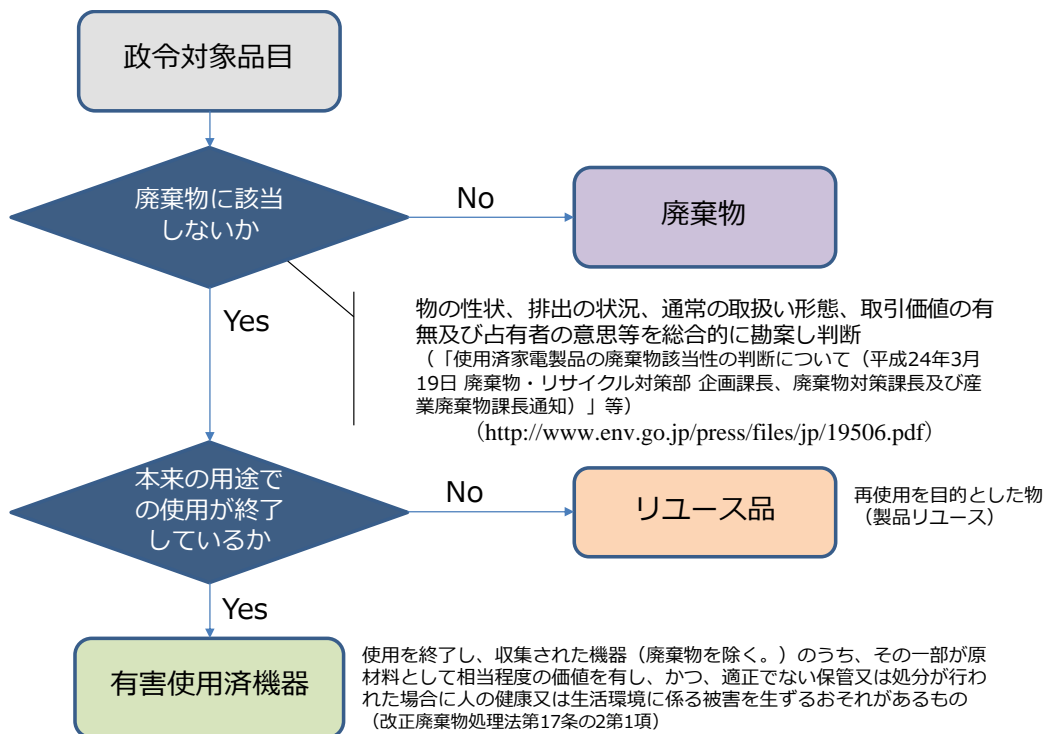 政令対象品目
廃棄物に該当
しないか
No
廃棄物
Yes
物の性状、排出の状況、通常の取扱い形態、取引価値の有
無及び占有者の意思等を総合的に勘案し判断
（「使用済家電製品の廃棄物該当性の判断について（平成24年3月
19日 廃棄物・リサイクル対策部 企画課長、廃棄物対策課長及び産
業廃棄物課長通知）」等）
（http://www.env.go.jp/press/files/jp/19506.pdf）
本来の用途で
の使用が終了
しているか
No
リユース品
再使用を目的とした物
（製品リユース）
Yes
有害使用済機器
使用を終了し、収集された機器（廃棄物を除く。）のうち、その一部が原
材料として相当程度の価値を有し、かつ、適正でない保管又は処分が行わ
れた場合に人の健康又は生活環境に係る被害を生ずるおそれがあるもの
（改正廃棄物処理法第17条の2第1項）